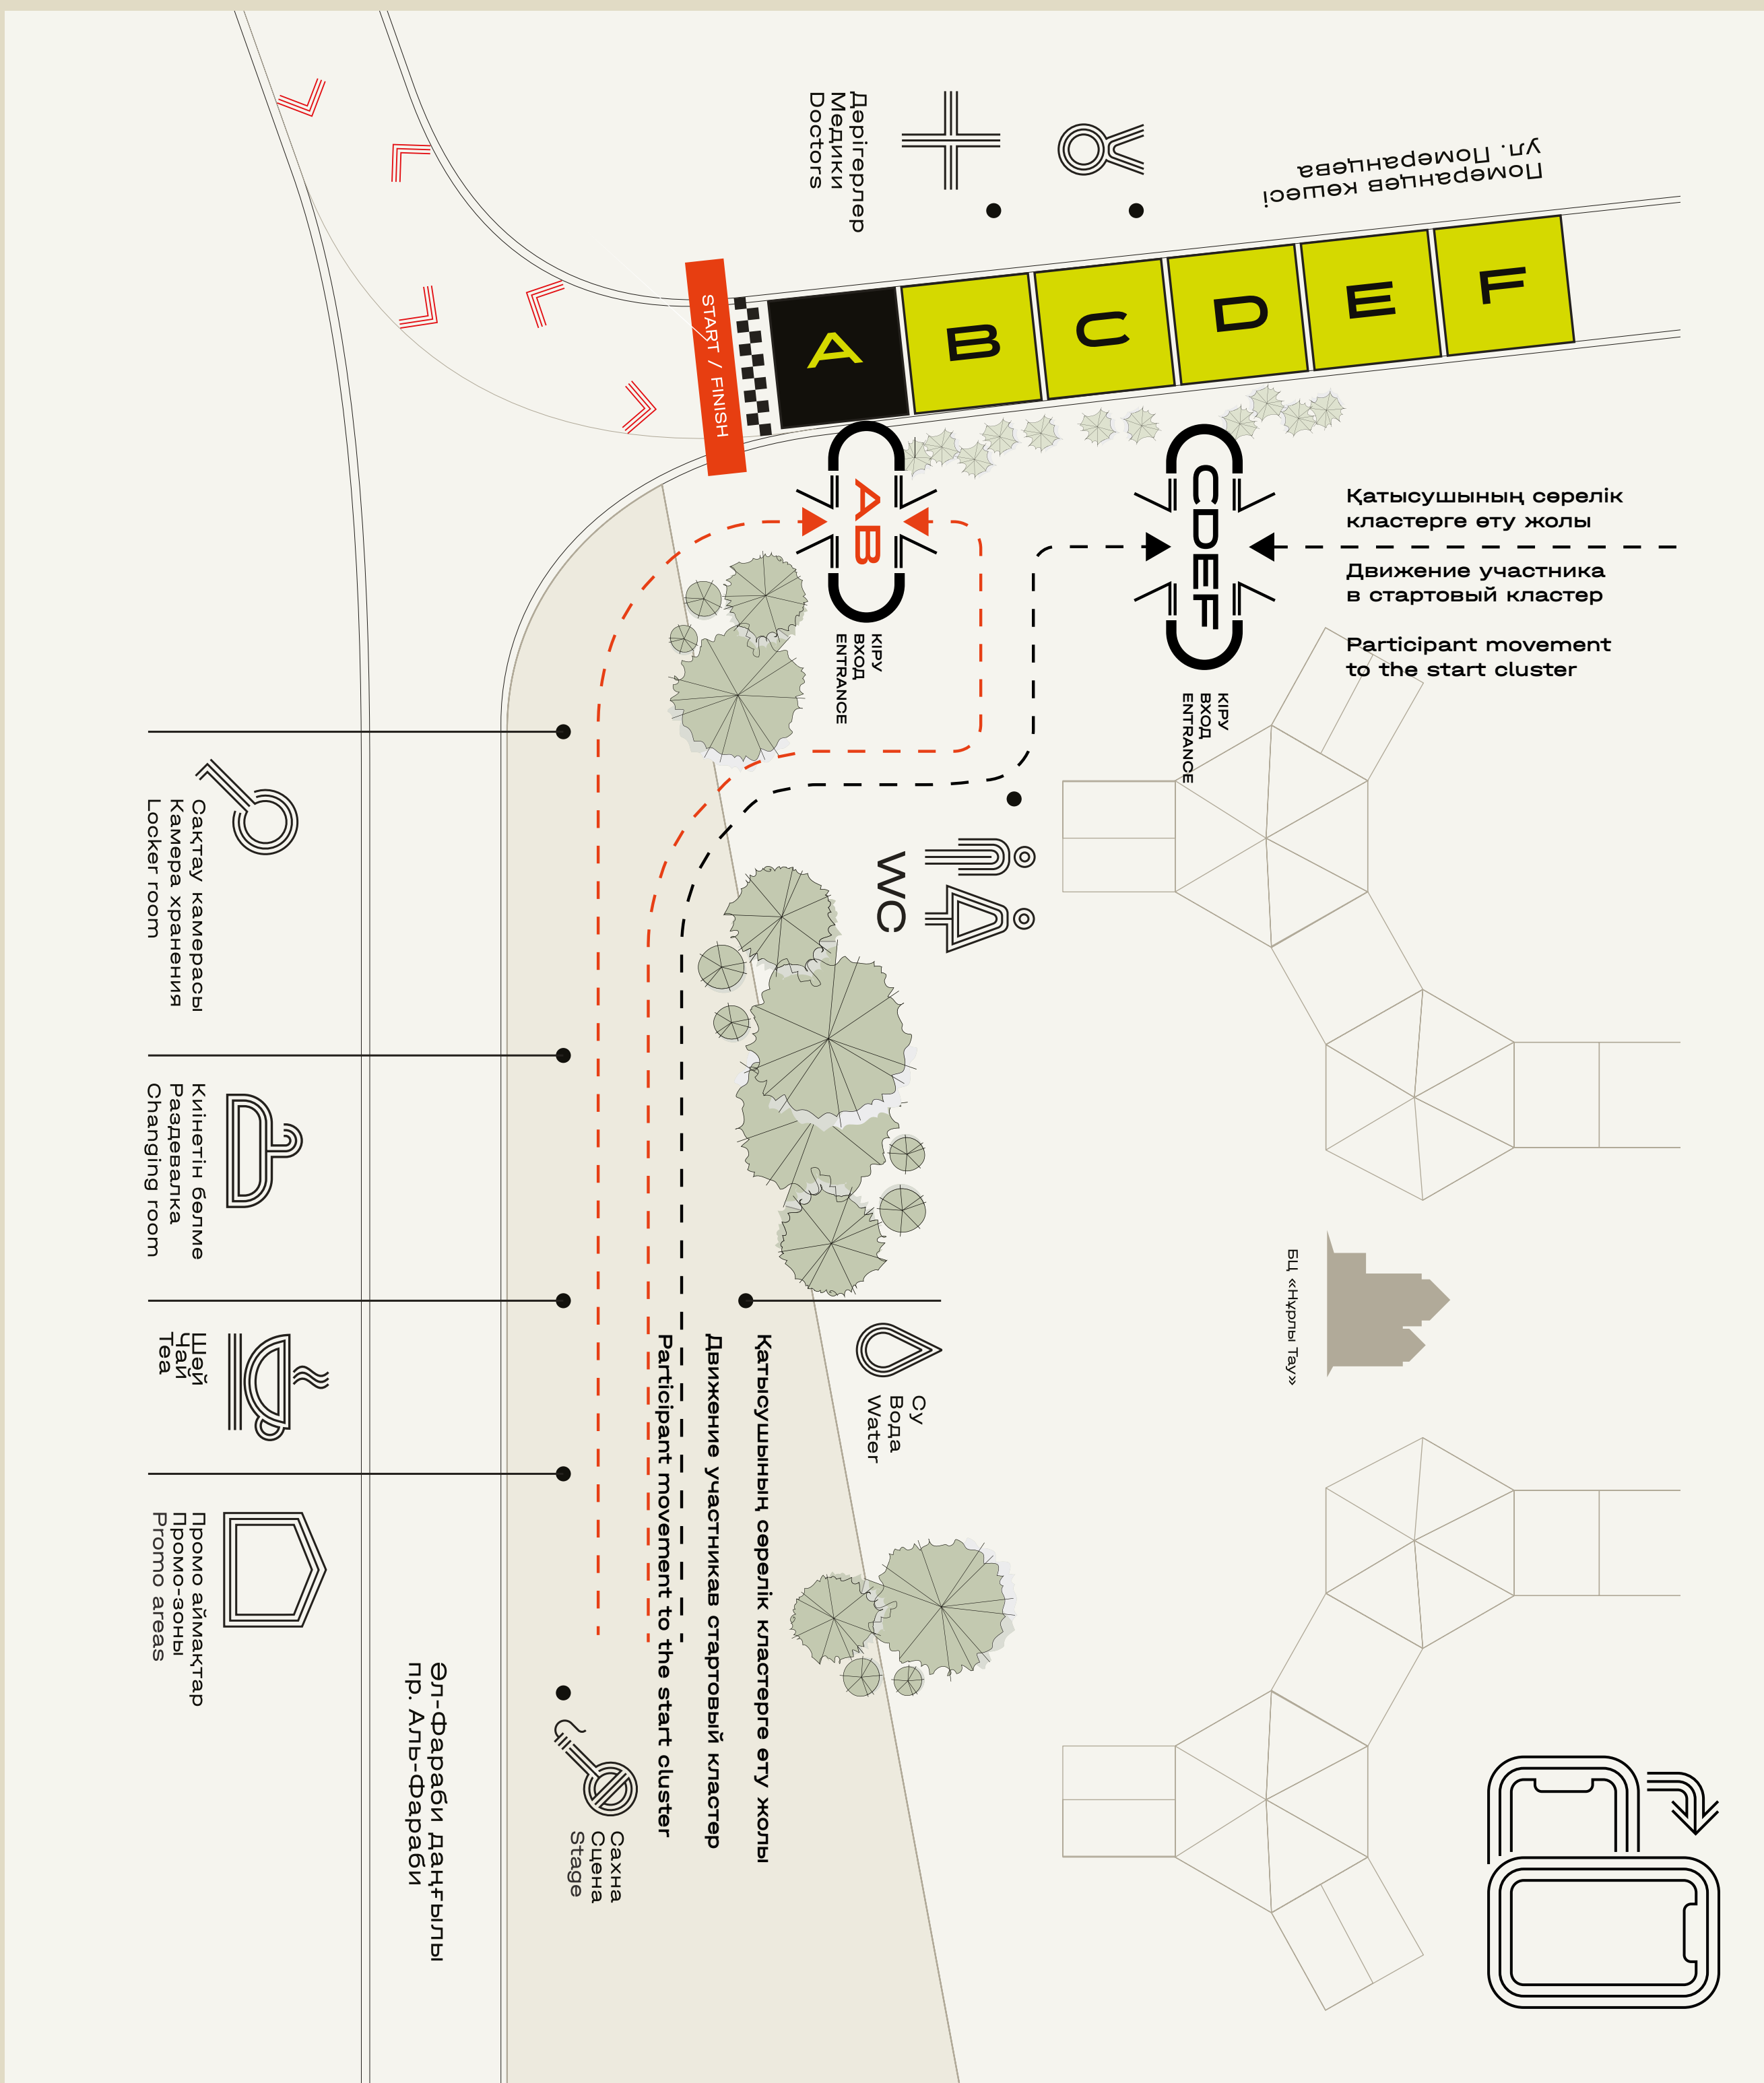 Дәрігерлер
Медики
Doctors
Померанцев көшесі
ул. Померанцева
START / FINISH
A
B
C
D
E
F
AB
КІРУ
ВХОД
ENTRANCE
CDEF
КІРУ
ВХОД
ENTRANCE
Қатысушының сөрелік
кластерге өту жолы
Движение участника
в стартовый кластер
Participant movement
to the start cluster
Сақтау камерасы
Камера хранения
Locker room
WC
Киінетін бөлме
Раздевалка
Changing room
БЦ «Нұрлы Тау»
Шәй
Чай
Tea
Су
Вода
Water
Қатысушының сөрелік кластерге өту жолы
Движение участникав стартовый кластер
Participant movement to the start cluster
Промо аймақтар
Промо-зоны
Promo areas
Әл-Фараби даңғылы
пр. Аль-Фараби
Сахна
Сцена
Stage